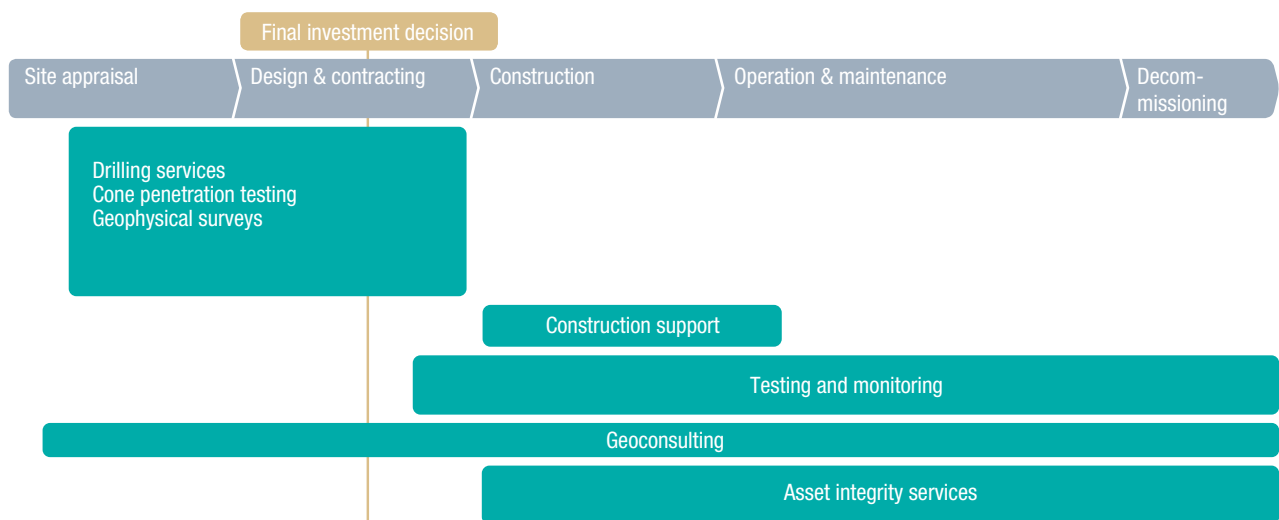 Final investment decision
Site appraisal
Design & contracting
Construction
Operation & maintenance
Decom-
missioning
Drilling services
Cone penetration testing
Geophysical surveys
Construction support
Testing and monitoring
Geoconsulting
Asset integrity services